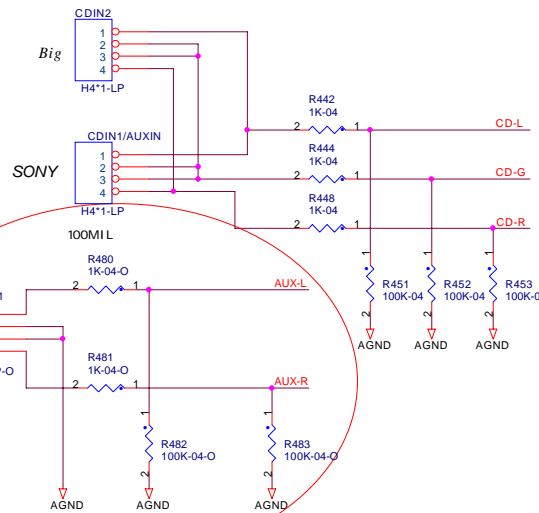 CDIN2
Big
1
2
3
4
H4*1-LP
CDIN1/AUXIN
SONY
1
2
3
4
H4*1-LP
R442
1K-04
2 1
CD-L
R444
1K-04
2 1
CD-G
R448
1K-04
2 1
CD-R
100MIL
1
R451
100K-04
2
AGND
1
R452
100K-04
2
AGND
1
R453
100K-0
2
AGND
R480
1K-04-O
2 1
AUX-L
R481
1K-04-O
2 1
AUX-R
1
-O
1
R482
100K-04-O
2
1
R483
100K-04-O
2
AGND
AGND
AGND